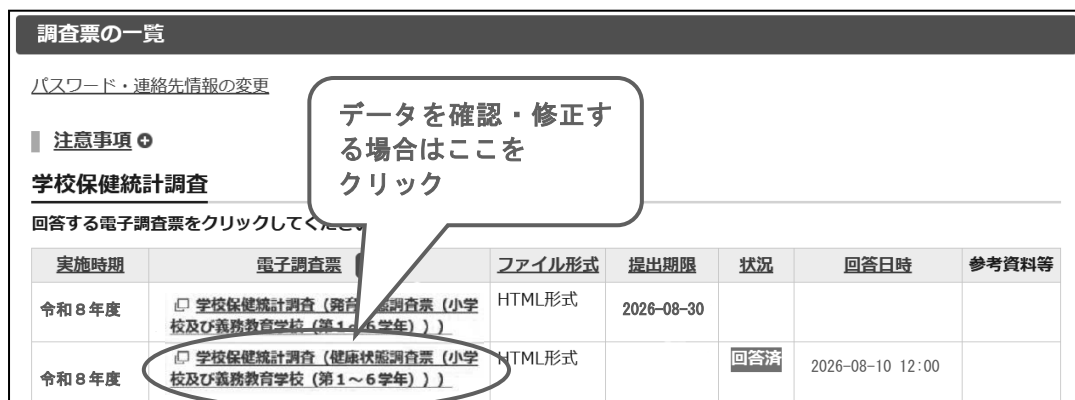 調査票の一覧
パスワード・連絡先情報の変更
注意事項
データを確認・修正す
る場合はここを
クリック
学校保健統計調査
回答する電子調査票をクリックしてくだ
実施時期 電子調査票 ファイル形式 提出期限 状況 回答日時 参考資料等
令和8年度 学校保健統計調査（発育 態調査票（小学 HTML形式 2026-08-30
校及び義務教育学校（第1 6学年）））
令和8年度 学校保健統計調査（健康状態調査票（小学 HTML形式 回答済 2026-08-10 12:00
校及び義務教育学校（第1～6学年）））